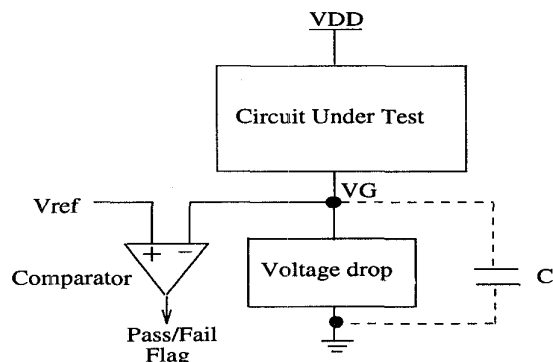 VDD
Circuit Under Test
VG
Vref
+ −
Comparator
Voltage drop
C
Pass/Fail
Flag